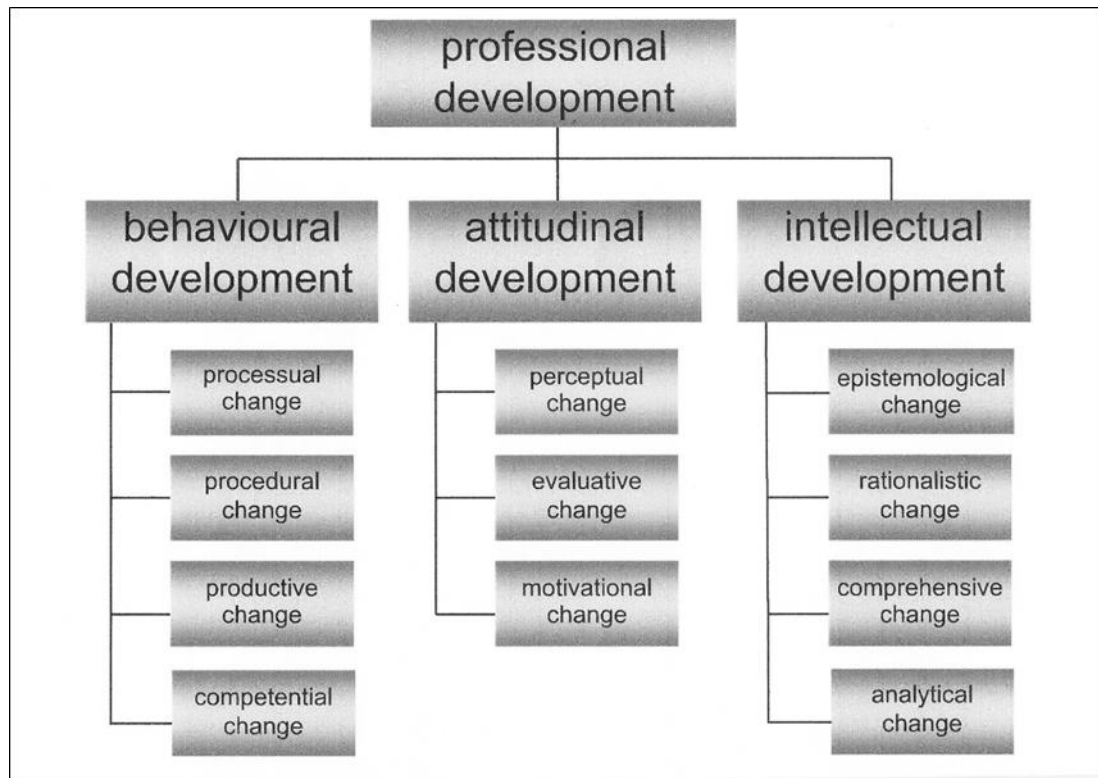 professional
development
behavioural
development
attitudinal
development
intellectual
development
processual
change
procedural
change
productive
change
competential
change
perceptual
change
evaluative
change
motivational
change
epistemological
change
rationalistic
change
comprehensive
change
analytical
change